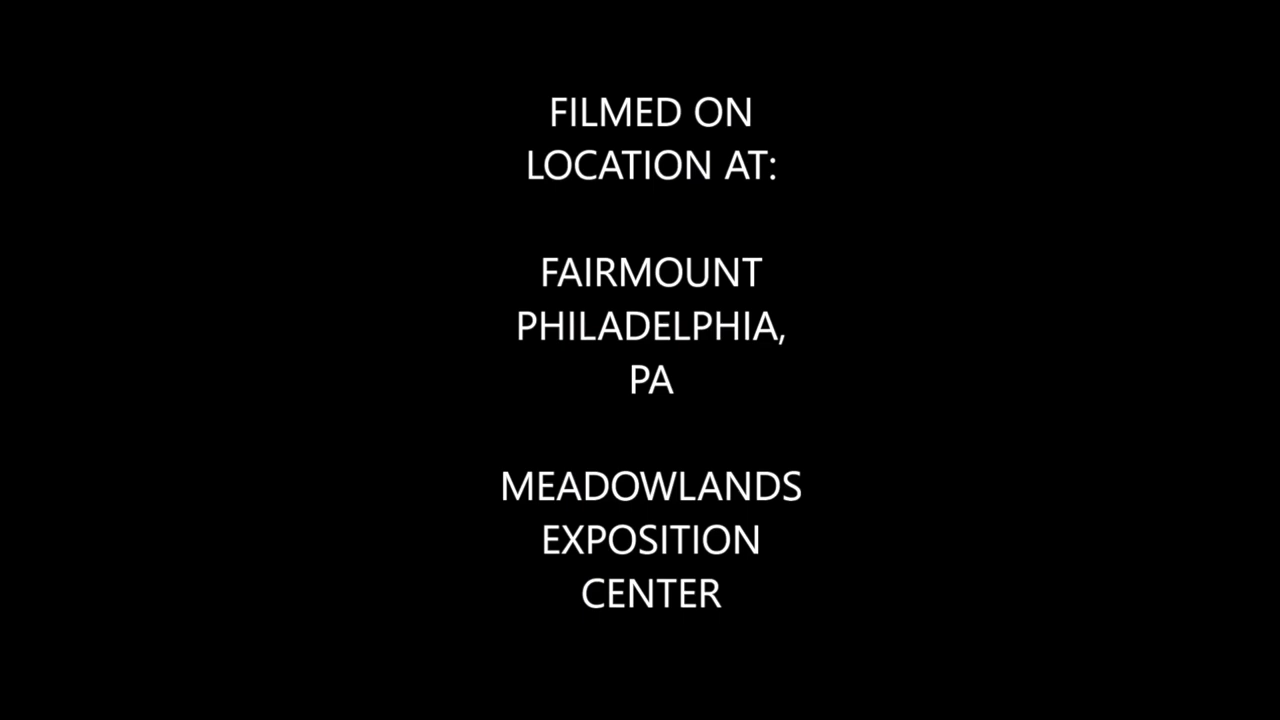 FILMED ON
LOCATION AT:
FAIRMOUNT
PHILADELPHIA,
PA
MEADOWLANDS
EXPOSITION
CENTER